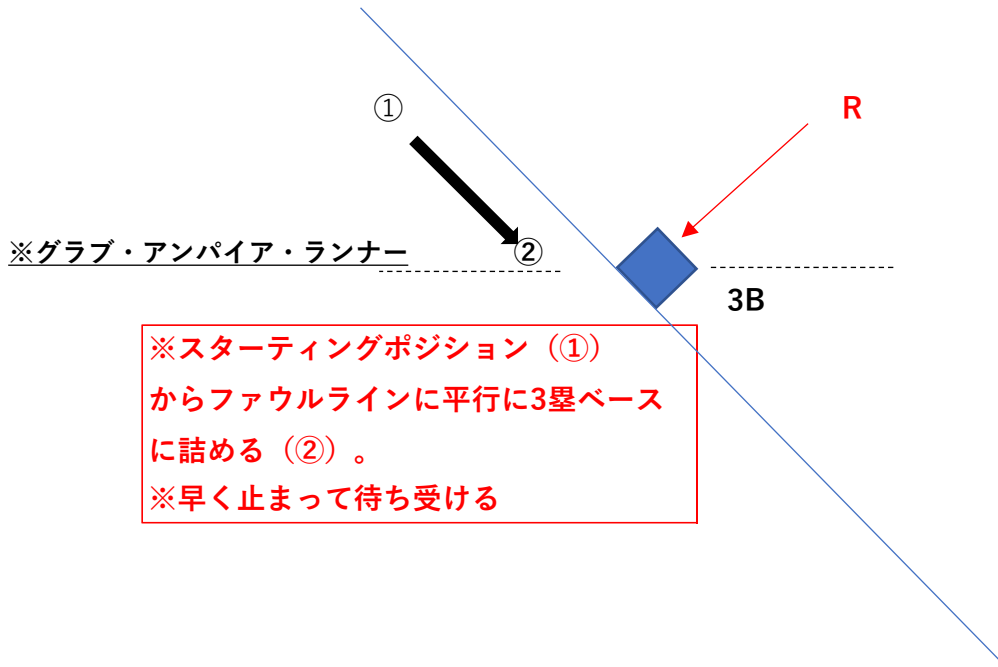 ①
R
※グラブ・アンパイア・ランナー
②
3B
※スターティングポジション（①）
からファウルラインに平行に3塁ベース
に詰める（②）。
※早く止まって待ち受ける